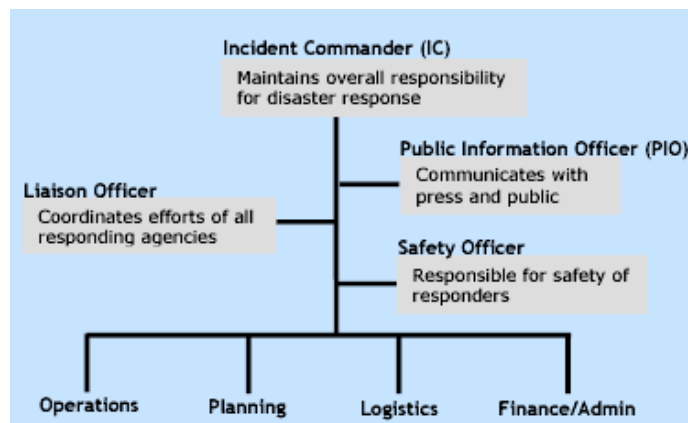 Incident Commander (IC)
Maintains overall responsibility
for disaster response
Public Information Officer (PIO)
Communicates with
press and public
Liaison Officer
Coordinates efforts of all
responding agencies
Safety Officer
Responsible for safety of
responders
Operations
Planning
Logistics
Finance/Admin